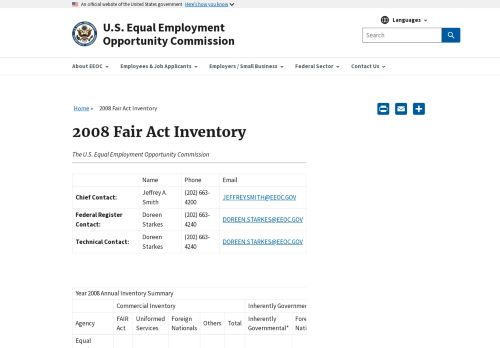 An official website of the United States government Here's how you know
U.S. Equal Employment
Opportunity Commission
Languages
Search
About EEOC
Employees & Job Applicants
Employers / Small Business
Federal Sector
Contact Us
Home » 2008 Fair Act Inventory
2008 Fair Act Inventory
The U.S. Equal Employment Opportunity Commission
Name Phone Email
Chief Contact: Jeffrey A. Smith (202) 663-4200 JEFFREY.SMITH@EEOC.GOV
Federal Register Contact: Doreen Starkes (202) 663-4240 DOREEN.STARKES@EEOC.GOV
Technical Contact: Doreen Starkes (202) 663-4240 DOREEN.STARKES@EEOC.GOV
Year 2008 Annual Inventory Summary
Commercial Inventory Inherently Governmen
Agency FAIR Act Uniformed Services Foreign Nationals Others Total Inherently Governmental* Fore Nati
Equal